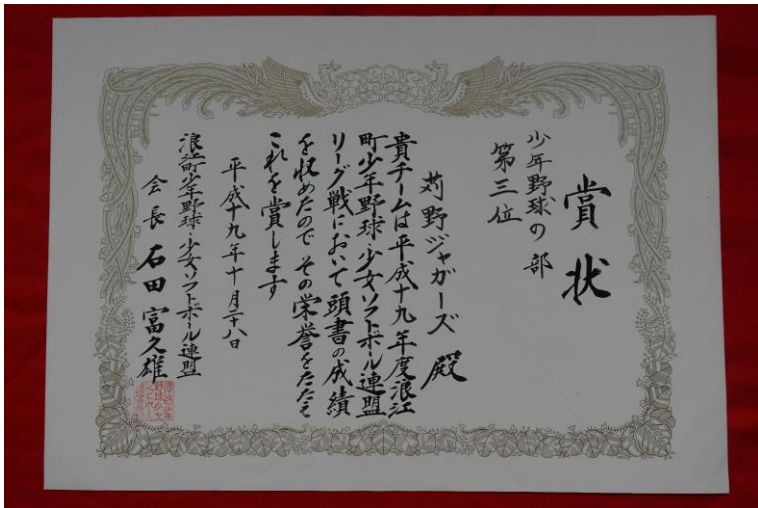 賞状
少年野球の部
第三位
苅野ジャガーズ 殿
貴チームは平成十九年度浪江
町少年野球・少女ソフトボール連盟
リーグ戦において頭書の成績
を収めたので その栄誉をたたえ
これを賞します
平成十九年十月二十八日
浪江町少年野球・少女ソフトボール連盟
会長 石田富久雄